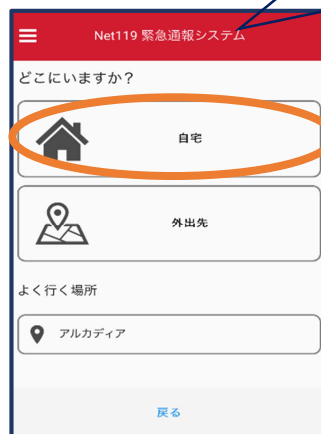 Net119 緊急通報システム
どこにいますか？
自宅
外出先
よく行く場所
アルカディア
戻る